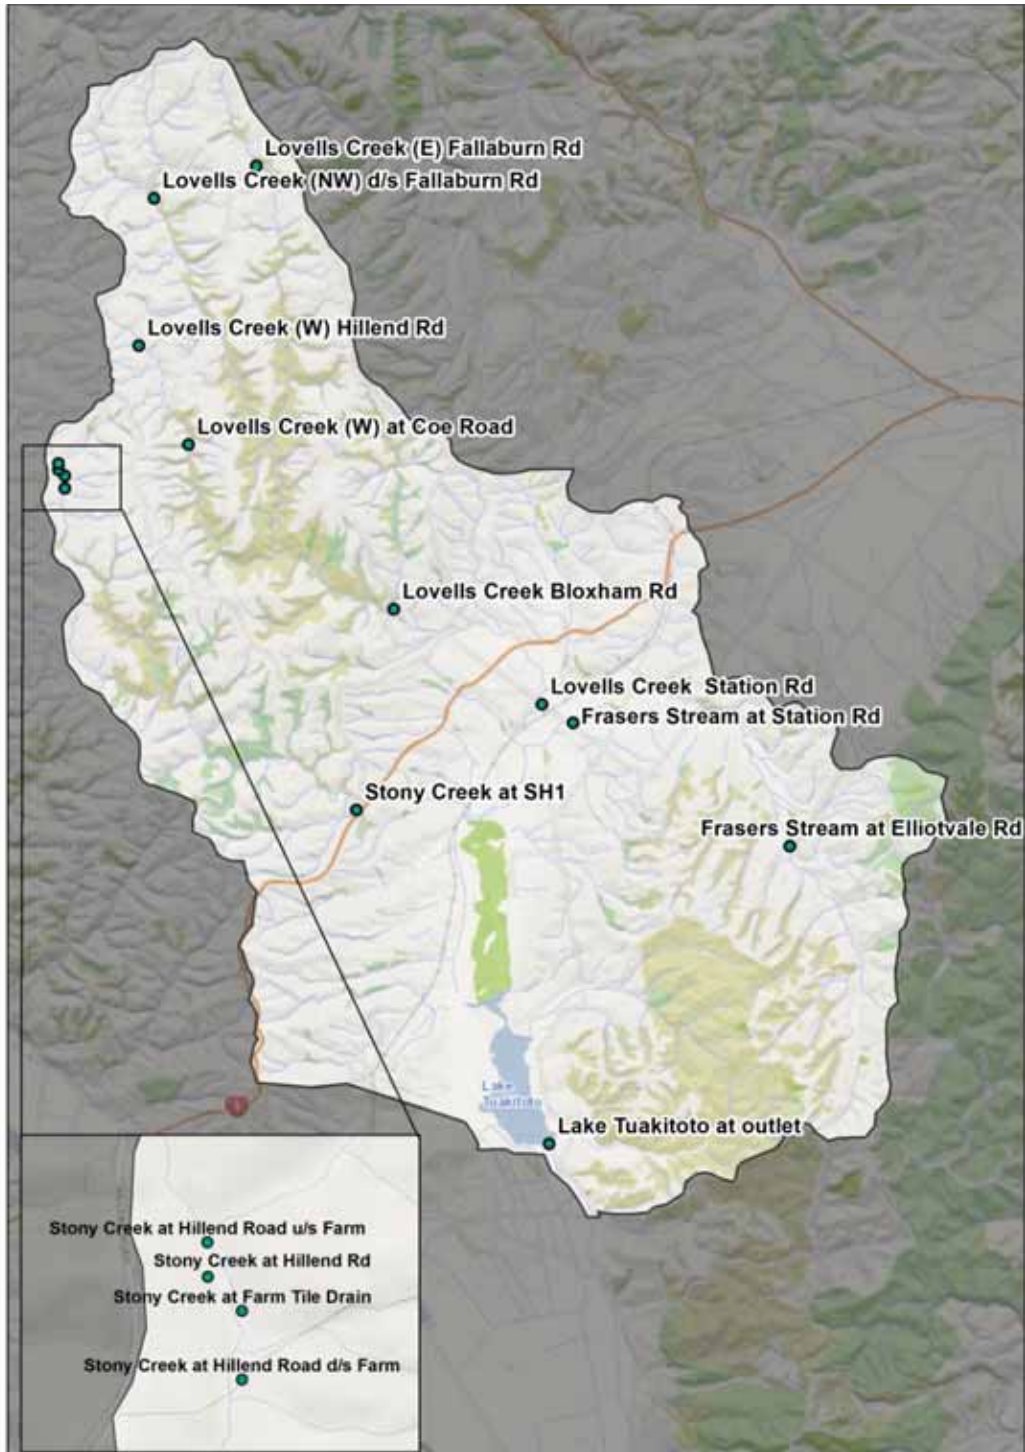 Lovells Creek (E) Fallaburn Rd
Lovells Creek (NW) d/s Fallaburn Rd
Lovells Creek (W) Hillend Rd
Lovells Creek (W) at Coe Road
Lovells Creek Bloxham Rd
Lovells Creek  Station Rd
Frasers Stream at Station Rd
Stony Creek at SH1
Frasers Stream at Elliotvale Rd
Lake
Tuakitoto
Lake Tuakitoto at outlet
1
Stony Creek at Hillend Road u/s Farm
Stony Creek at Hillend Rd
Stony Creek at Farm Tile Drain
Stony Creek at Hillend Road d/s Farm